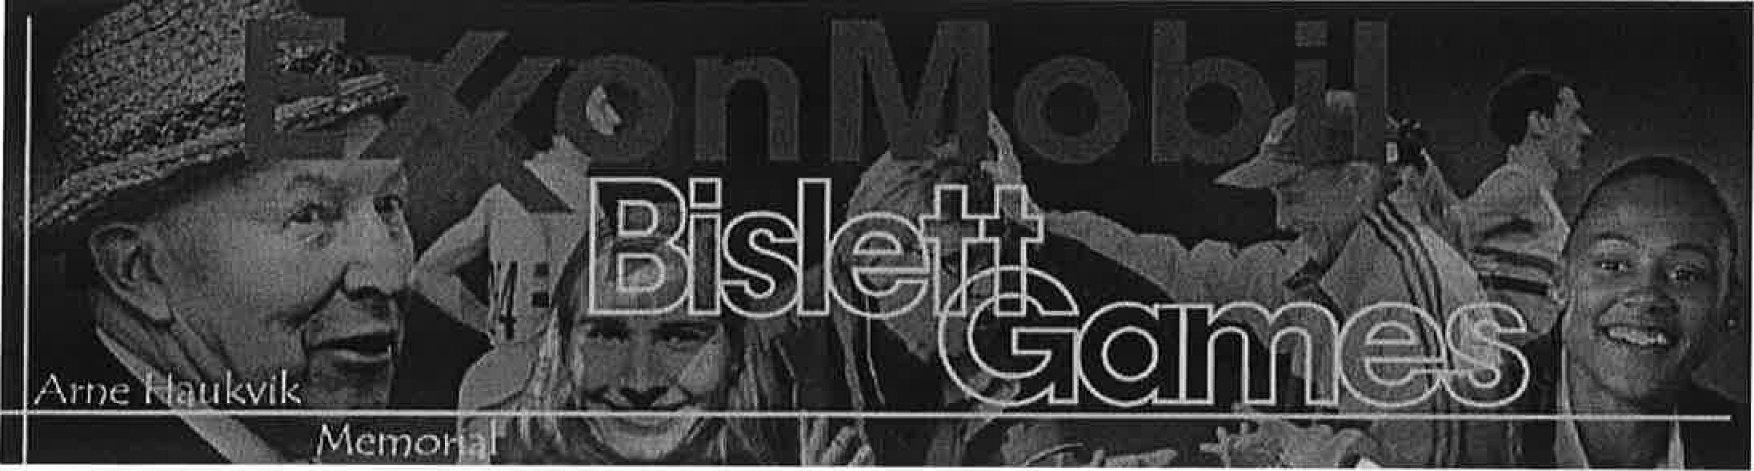 ExxonMobil
Bislett
Games
Arne Haukvik
Memorial